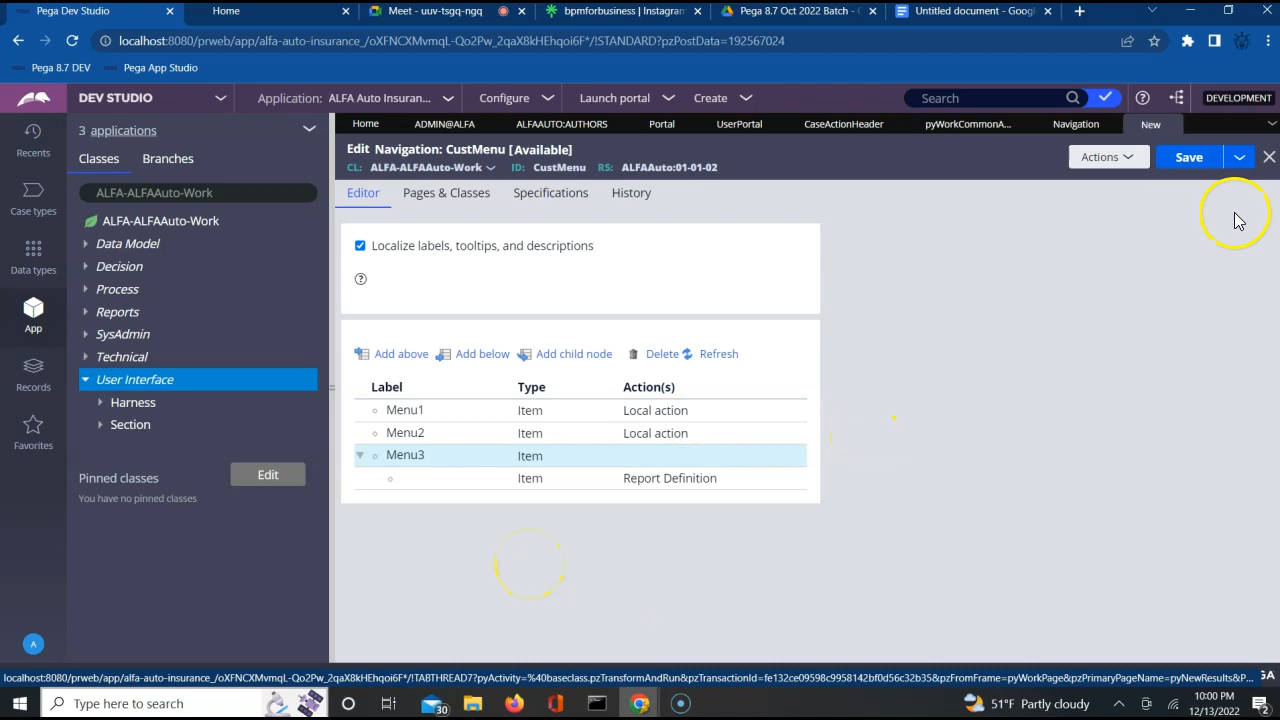 Pega Dev Studio
Home
Meet - uuv-tsgq-nqq
bpmforbusiness | Instagram
Pega 8.7 Oct 2022 Batch -
Untitled document - Googl
localhost:8080/prweb/app/alfa-auto-insurance_/oXFNCXMvmqL-Qo2Pw_2qaX8kHEhqoi6F*/!STANDARD?pzPostData=192567024
Pega 8.7 DEV
Pega App Studio
DEV STUDIO
Application: ALFA Auto Insuran...
Configure
Launch portal
Create
Search
DEVELOPMENT
Recents
Case types
Data types
App
Records
Favorites
A
3 applications
Classes
Branches
ALFA-ALFAAuto-Work
ALFA-ALFAAuto-Work
Data Model
Decision
Process
Reports
SysAdmin
Technical
User Interface
Harness
Section
Pinned classes
Edit
You have no pinned classes
Home
ADMIN@ALFA
ALFAAUTO:AUTHORS
Portal
UserPortal
CaseActionHeader
pyWorkCommonA...
Navigation
New
Edit Navigation: CustMenu [Available]
CL: ALFA-ALFAAuto-Work ID: CustMenu RS: ALFAAuto:01-01-02
Actions
Save
Editor
Pages & Classes
Specifications
History
Localize labels, tooltips, and descriptions
Add above
Add below
Add child node
Delete
Refresh
Label Type Action(s)
Menu1 Item Local action
Menu2 Item Local action
Menu3 Item
Item Report Definition
localhost:8080/prweb/app/alfa-auto-insurance_/oXFNCXMvmqL-Qo2Pw_2qaX8kHEhqoi6F*/!TABTHREAD7?pyActivity=%40baseclass.pzTransformAndRun&pzTransactionId=fe132ce09598c9958142bf0d56c32b35&pzFromFrame=pyWorkPage&pzPrimaryPageName=pyNewResults&P...
GA
Type here to search
30
51°F Partly cloudy
10:00 PM
12/13/2022
2